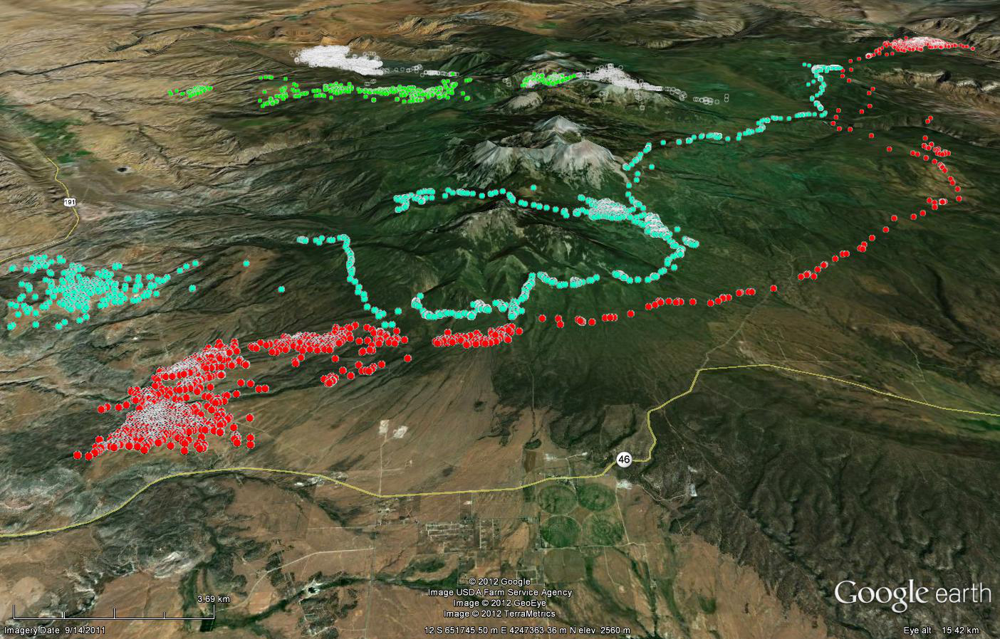 191
46
3.69 km
© 2012 Google
Image USDA Farm Service Agency
Image © 2012 GeoEye
Image © 2012 TerraMetrics
Google earth
Imagery Date: 9/14/2011
12 S 651745.50 m E 4247363.36 m N elev 2560 m
Eye alt 15.42 km